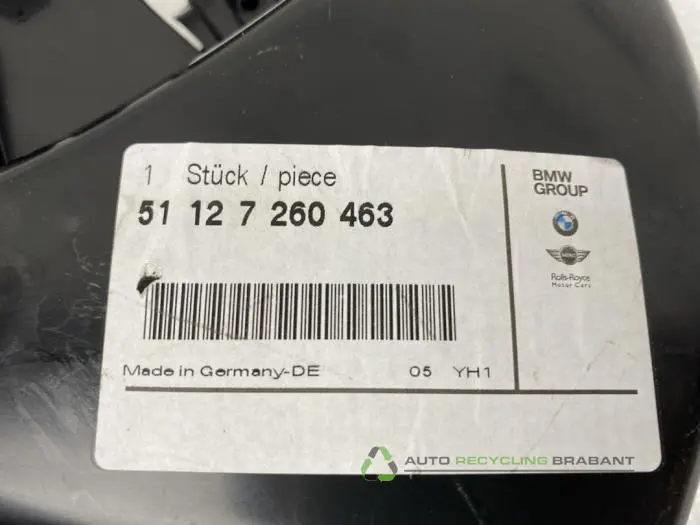 1 Stück / piece
51 12 7 260 463
Made in Germany-DE 05 YH1
BMW
GROUP
MINI
Rolls-Royce
Motor Cars
AUTO RECYCLING BRABANT